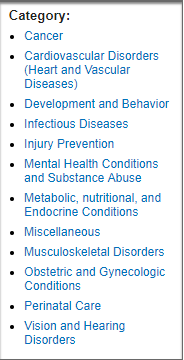 Category:
Cancer
Cardiovascular Disorders
(Heart and Vascular
Diseases)
Development and Behavior
Infectious Diseases
Injury Prevention
Mental Health Conditions
and Substance Abuse
Metabolic, nutritional, and
Endocrine Conditions
Miscellaneous
Musculoskeletal Disorders
Obstetric and Gynecologic
Conditions
Perinatal Care
Vision and Hearing
Disorders